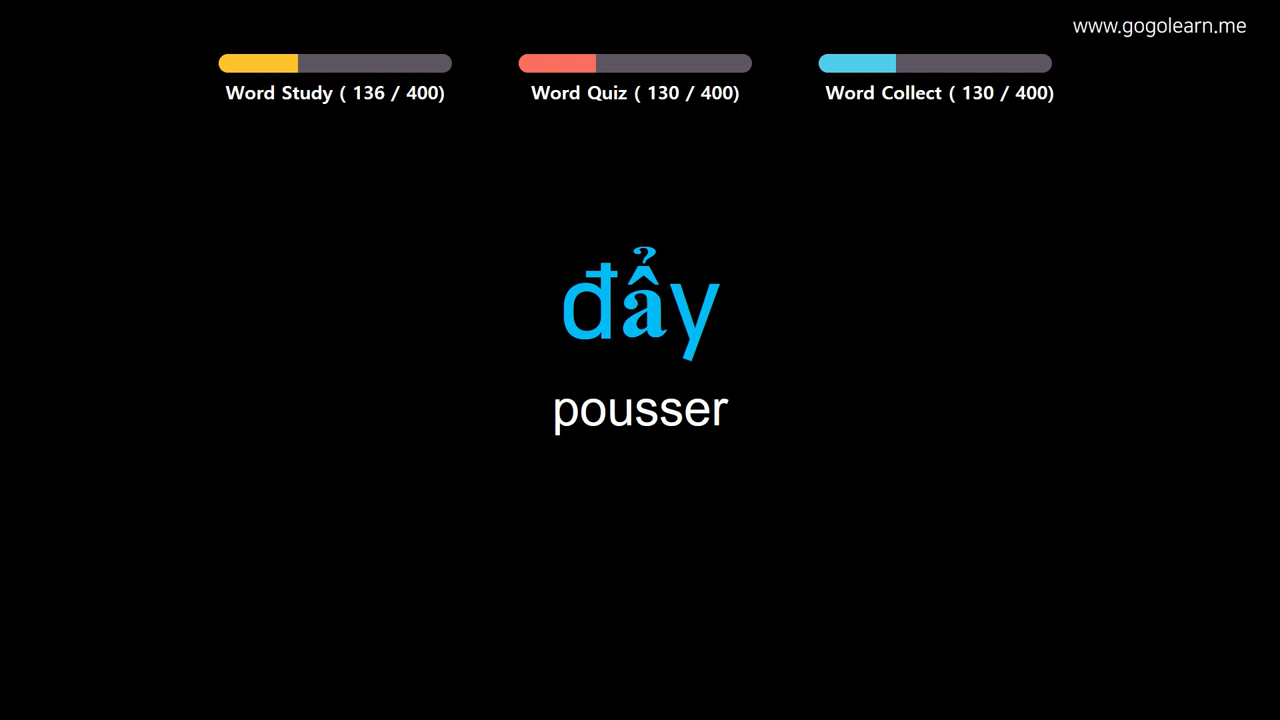 www.gogolearn.me
Word Study ( 136 / 400)
Word Quiz ( 130 / 400)
Word Collect ( 130 / 400)
đẩy
pousser